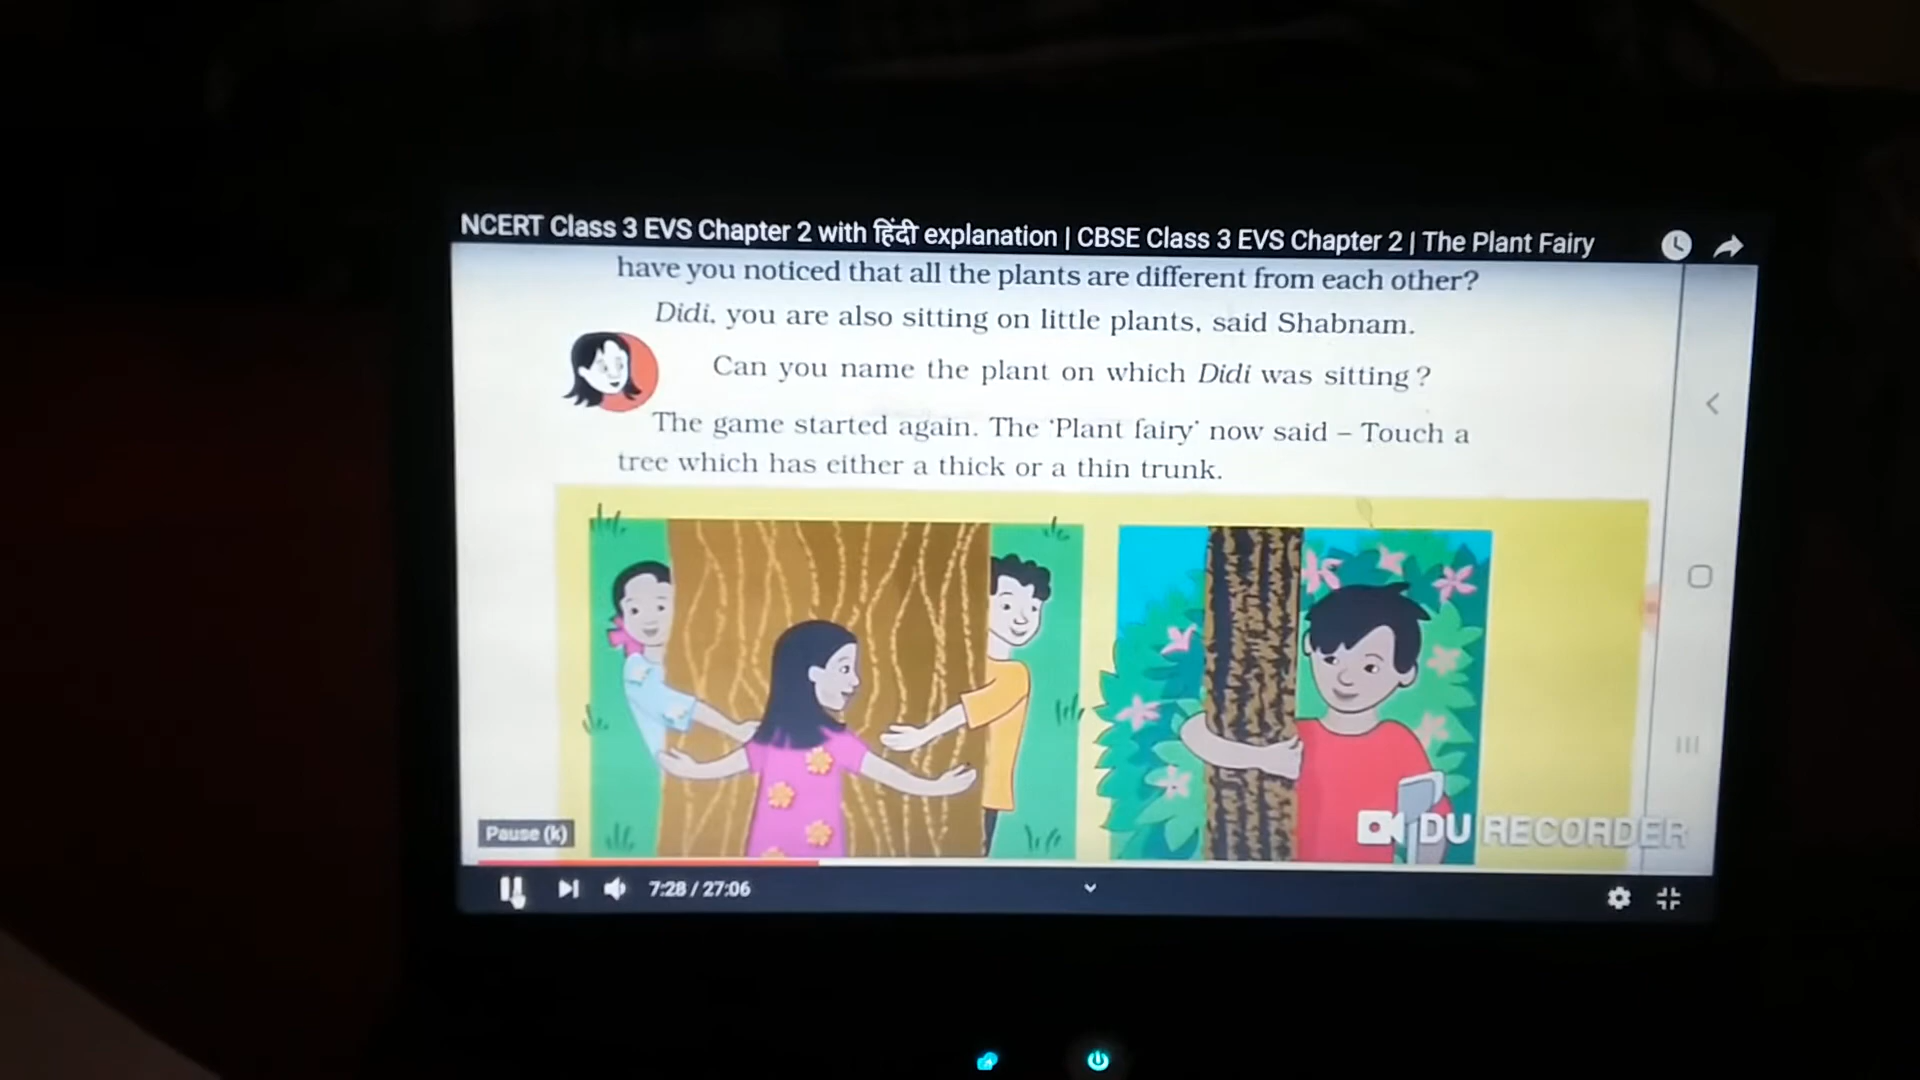 NCERT Class 3 EVS Chapter 2 with हिंदी explanation | CBSE Class 3 EVS Chapter 2 | The Plant Fairy
have you noticed that all the plants are different from each other?
Didi, you are also sitting on little plants, said Shabnam.
Can you name the plant on which Didi was sitting?
The game started again. The ‘Plant fairy’ now said – Touch a
tree which has either a thick or a thin trunk.
Pause (k)
DU RECORDER
7:28 / 27:06